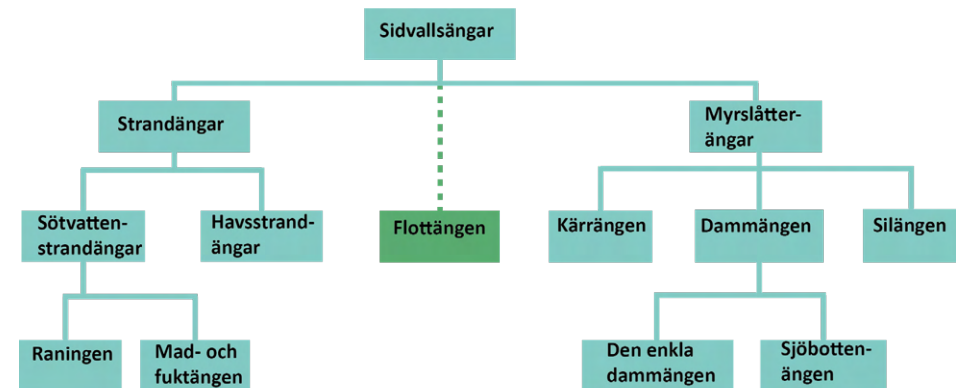 Sidvallsängar
Strandängar
Myrslåtter-
ängar
Sötvatten-
strandängar
Havsstrand-
ängar
Flottängen
Kärrängen
Dammängen
Silängen
Raningen
Mad- och
fuktängen
Den enkla
dammängen
Sjöbotten-
ängen